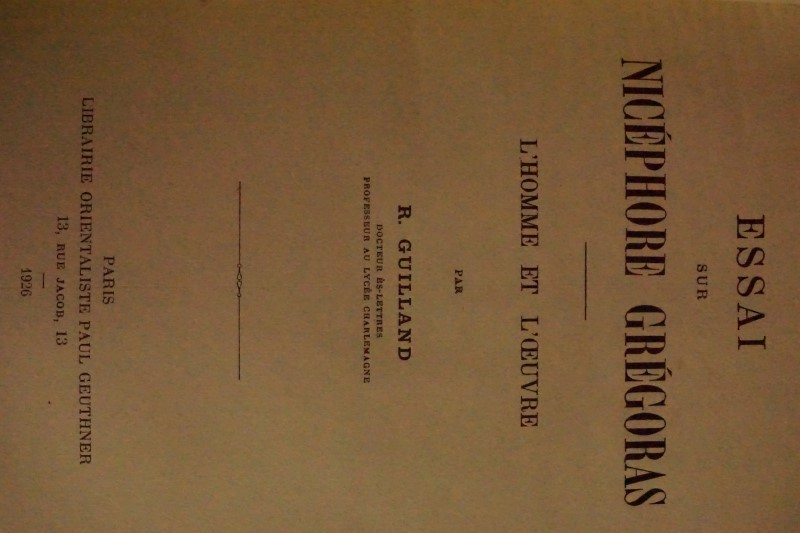 ESSAI
SUR
NICÉPHORE GRÉGORAS
L'HOMME ET L'ŒUVRE
PAR
R. GUILLAND
DOCTEUR ÈS-LETTRES
PROFESSEUR AU LYCÉE CHARLEMAGNE
PARIS
LIBRAIRIE ORIENTALISTE PAUL GEUTHNER
13, RUE JACOB, 13
1926